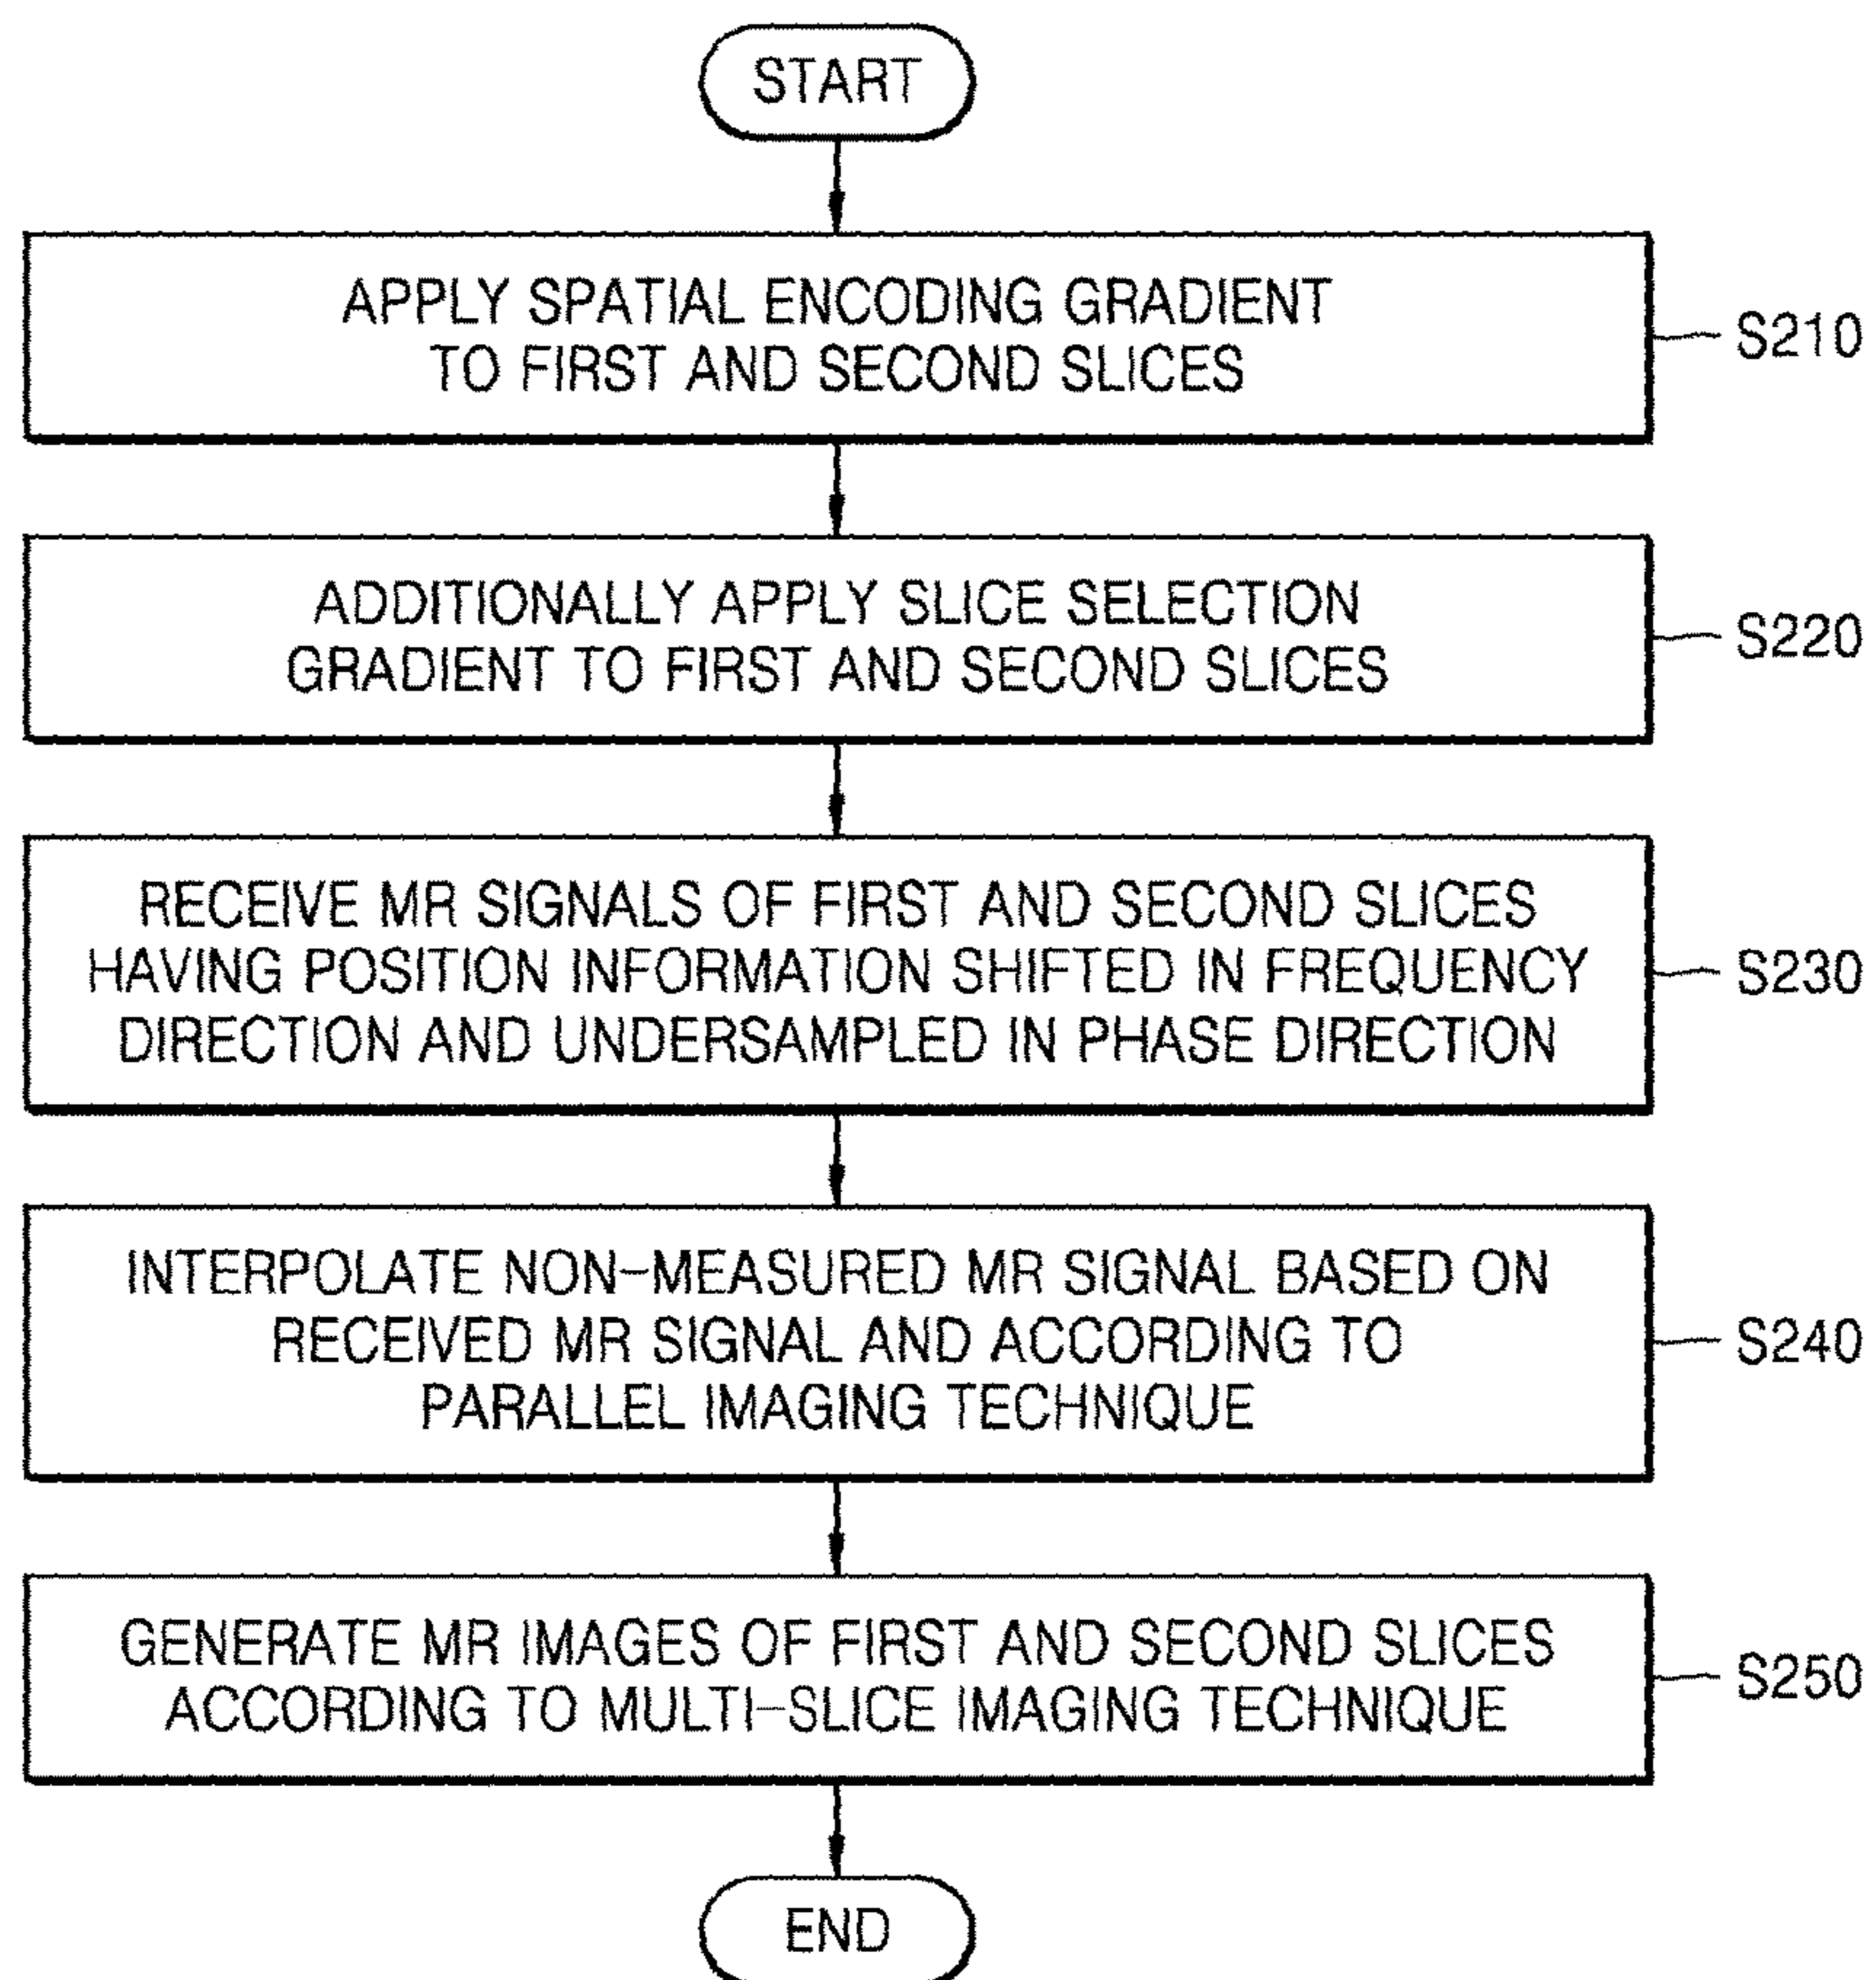 START
APPLY SPATIAL ENCODING GRADIENT
TO FIRST AND SECOND SLICES
S210
ADDITIONALLY APPLY SLICE SELECTION
GRADIENT TO FIRST AND SECOND SLICES
S220
RECEIVE MR SIGNALS OF FIRST AND SECOND SLICES
HAVING POSITION INFORMATION SHIFTED IN FREQUENCY
DIRECTION AND UNDERSAMPLED IN PHASE DIRECTION
S230
INTERPOLATE NON-MEASURED MR SIGNAL BASED ON
RECEIVED MR SIGNAL AND ACCORDING TO
PARALLEL IMAGING TECHNIQUE
S240
GENERATE MR IMAGES OF FIRST AND SECOND SLICES
ACCORDING TO MULTI-SLICE IMAGING TECHNIQUE
S250
END